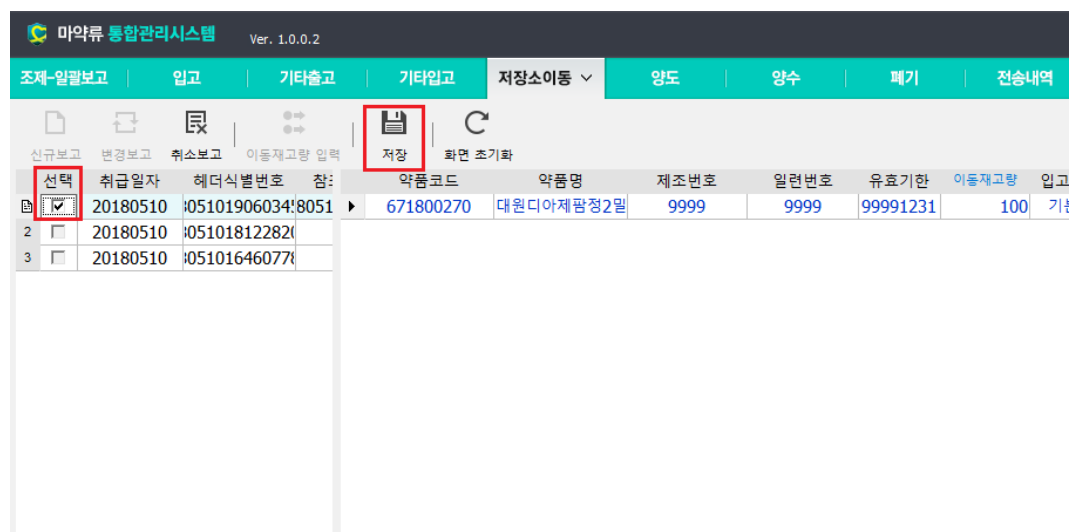 마약류 통합관리시스템 Ver. 1.0.0.2
조제-일괄보고 입고 기타출고 기타입고 저장소이동 양도 양수 폐기 전송내역
신규보고 변경보고 취소보고 이동재고량 입력 저장 화면 초기화
선택 취급일자 헤더식별번호 약품코드 약품명 제조번호 일련번호 유효기한 이동재고량 입고
20180510 8051 671800270 대원디아제팜정2밀 9999 9999 99991231 100
2 20180510
3 20180510